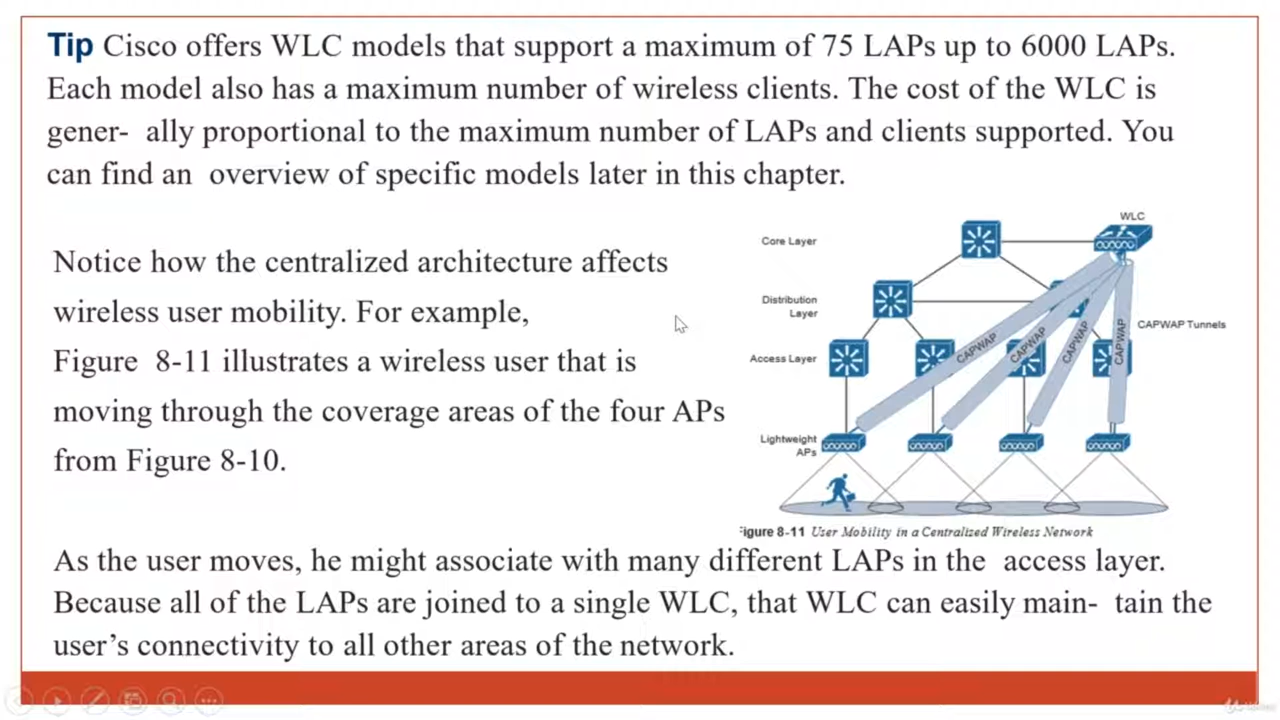 Tip Cisco offers WLC models that support a maximum of 75 LAPs up to 6000 LAPs.
Each model also has a maximum number of wireless clients. The cost of the WLC is
gener- ally proportional to the maximum number of LAPs and clients supported. You
can find an overview of specific models later in this chapter.
Notice how the centralized architecture affects
wireless user mobility. For example,
Figure 8-11 illustrates a wireless user that is
moving through the coverage areas of the four APs
from Figure 8-10.
WLC
Core Layer
Distribution
Layer
CAPWAP Tunnels
Access Layer
CAPWAP
CAPWAP
CAPWAP
CAPWAP
Lightweight
APs
igure 8-11 User Mobility in a Centralized Wireless Network
As the user moves, he might associate with many different LAPs in the access layer.
Because all of the LAPs are joined to a single WLC, that WLC can easily main- tain the
user’s connectivity to all other areas of the network.